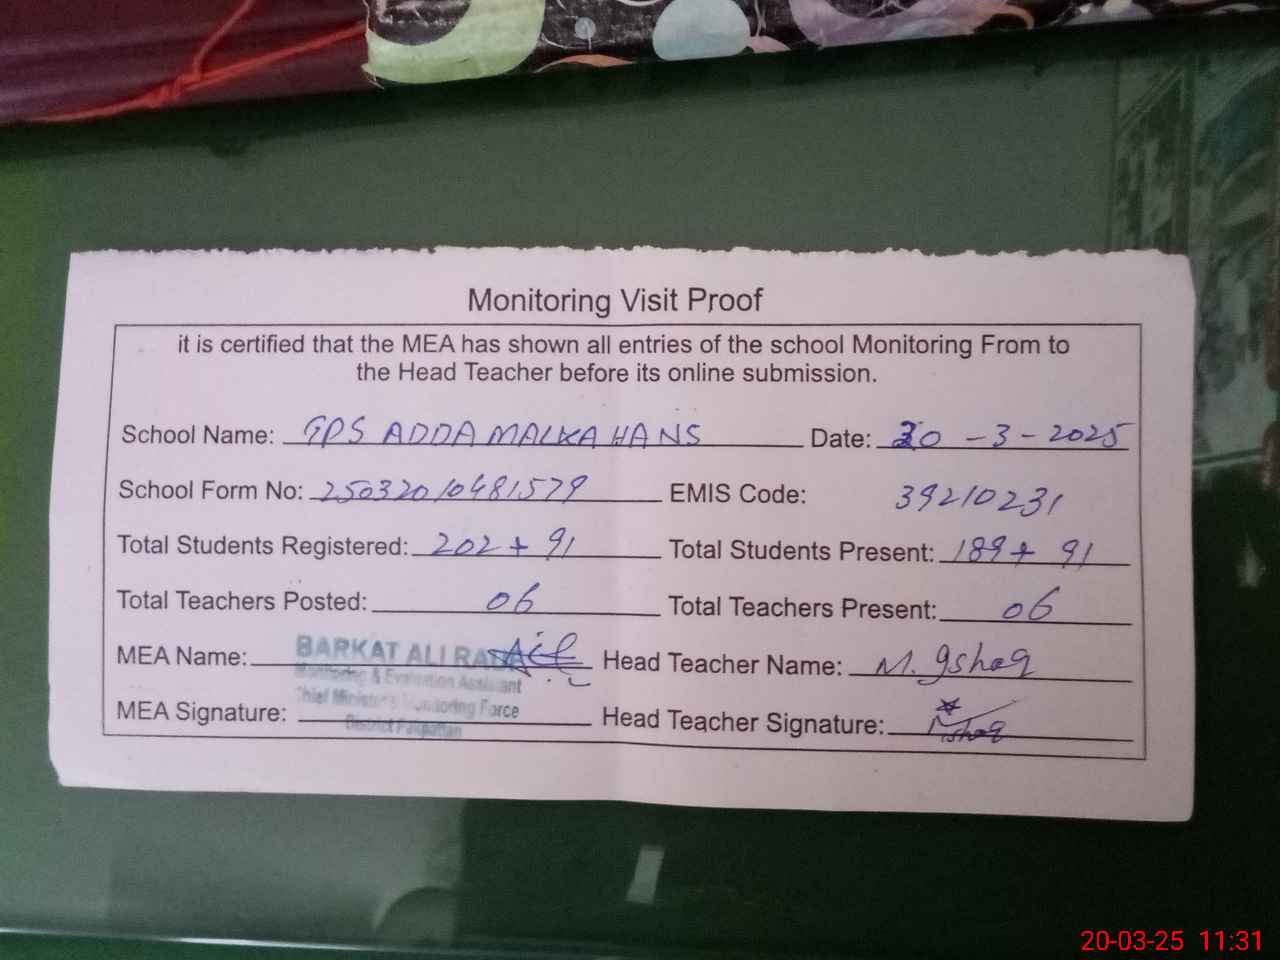 Monitoring Visit Proof
it is certified that the MEA has shown all entries of the school Monitoring From to
the Head Teacher before its online submission.
School Name: GPS ADDA MALKA HANS Date: 20-3-2025
School Form No: 25032010481579 EMIS Code: 39210231
Total Students Registered: 202 + 91 Total Students Present: 189 + 91
Total Teachers Posted: 06 Total Teachers Present: 06
MEA Name: BARKAT ALI Head Teacher Name: M. Ishaq
Monitoring & Evaluation Assistant
Chief Minister's Monitoring Force
MEA Signature: Head Teacher Signature: Ishaq
District Pakpattan
20-03-25 11:31